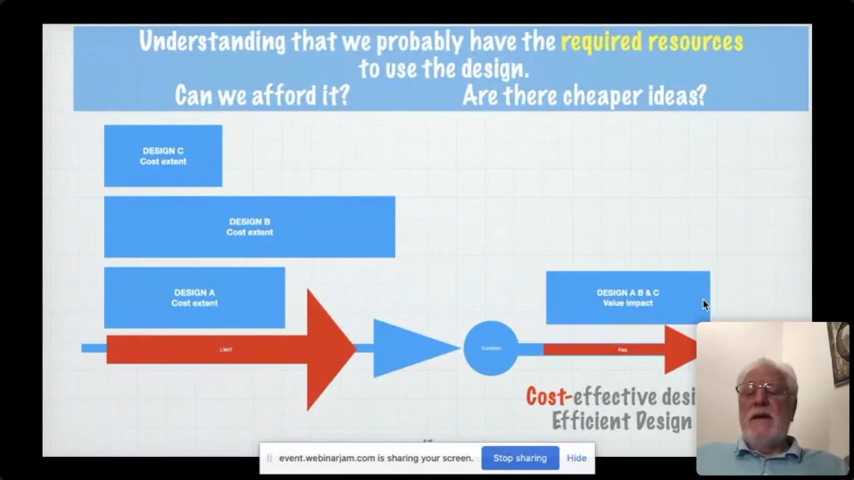 Understanding that we probably have the required resources
to use the design.
Can we afford it? Are there cheaper ideas?
DESIGN C
Cost extent
DESIGN B
Cost extent
DESIGN A
Cost extent
DESIGN A B & C
Value Impact
LIMIT
Function
Cost-effective desi
Efficient Design
event.webinarjam.com is sharing your screen.
Stop sharing
Hide